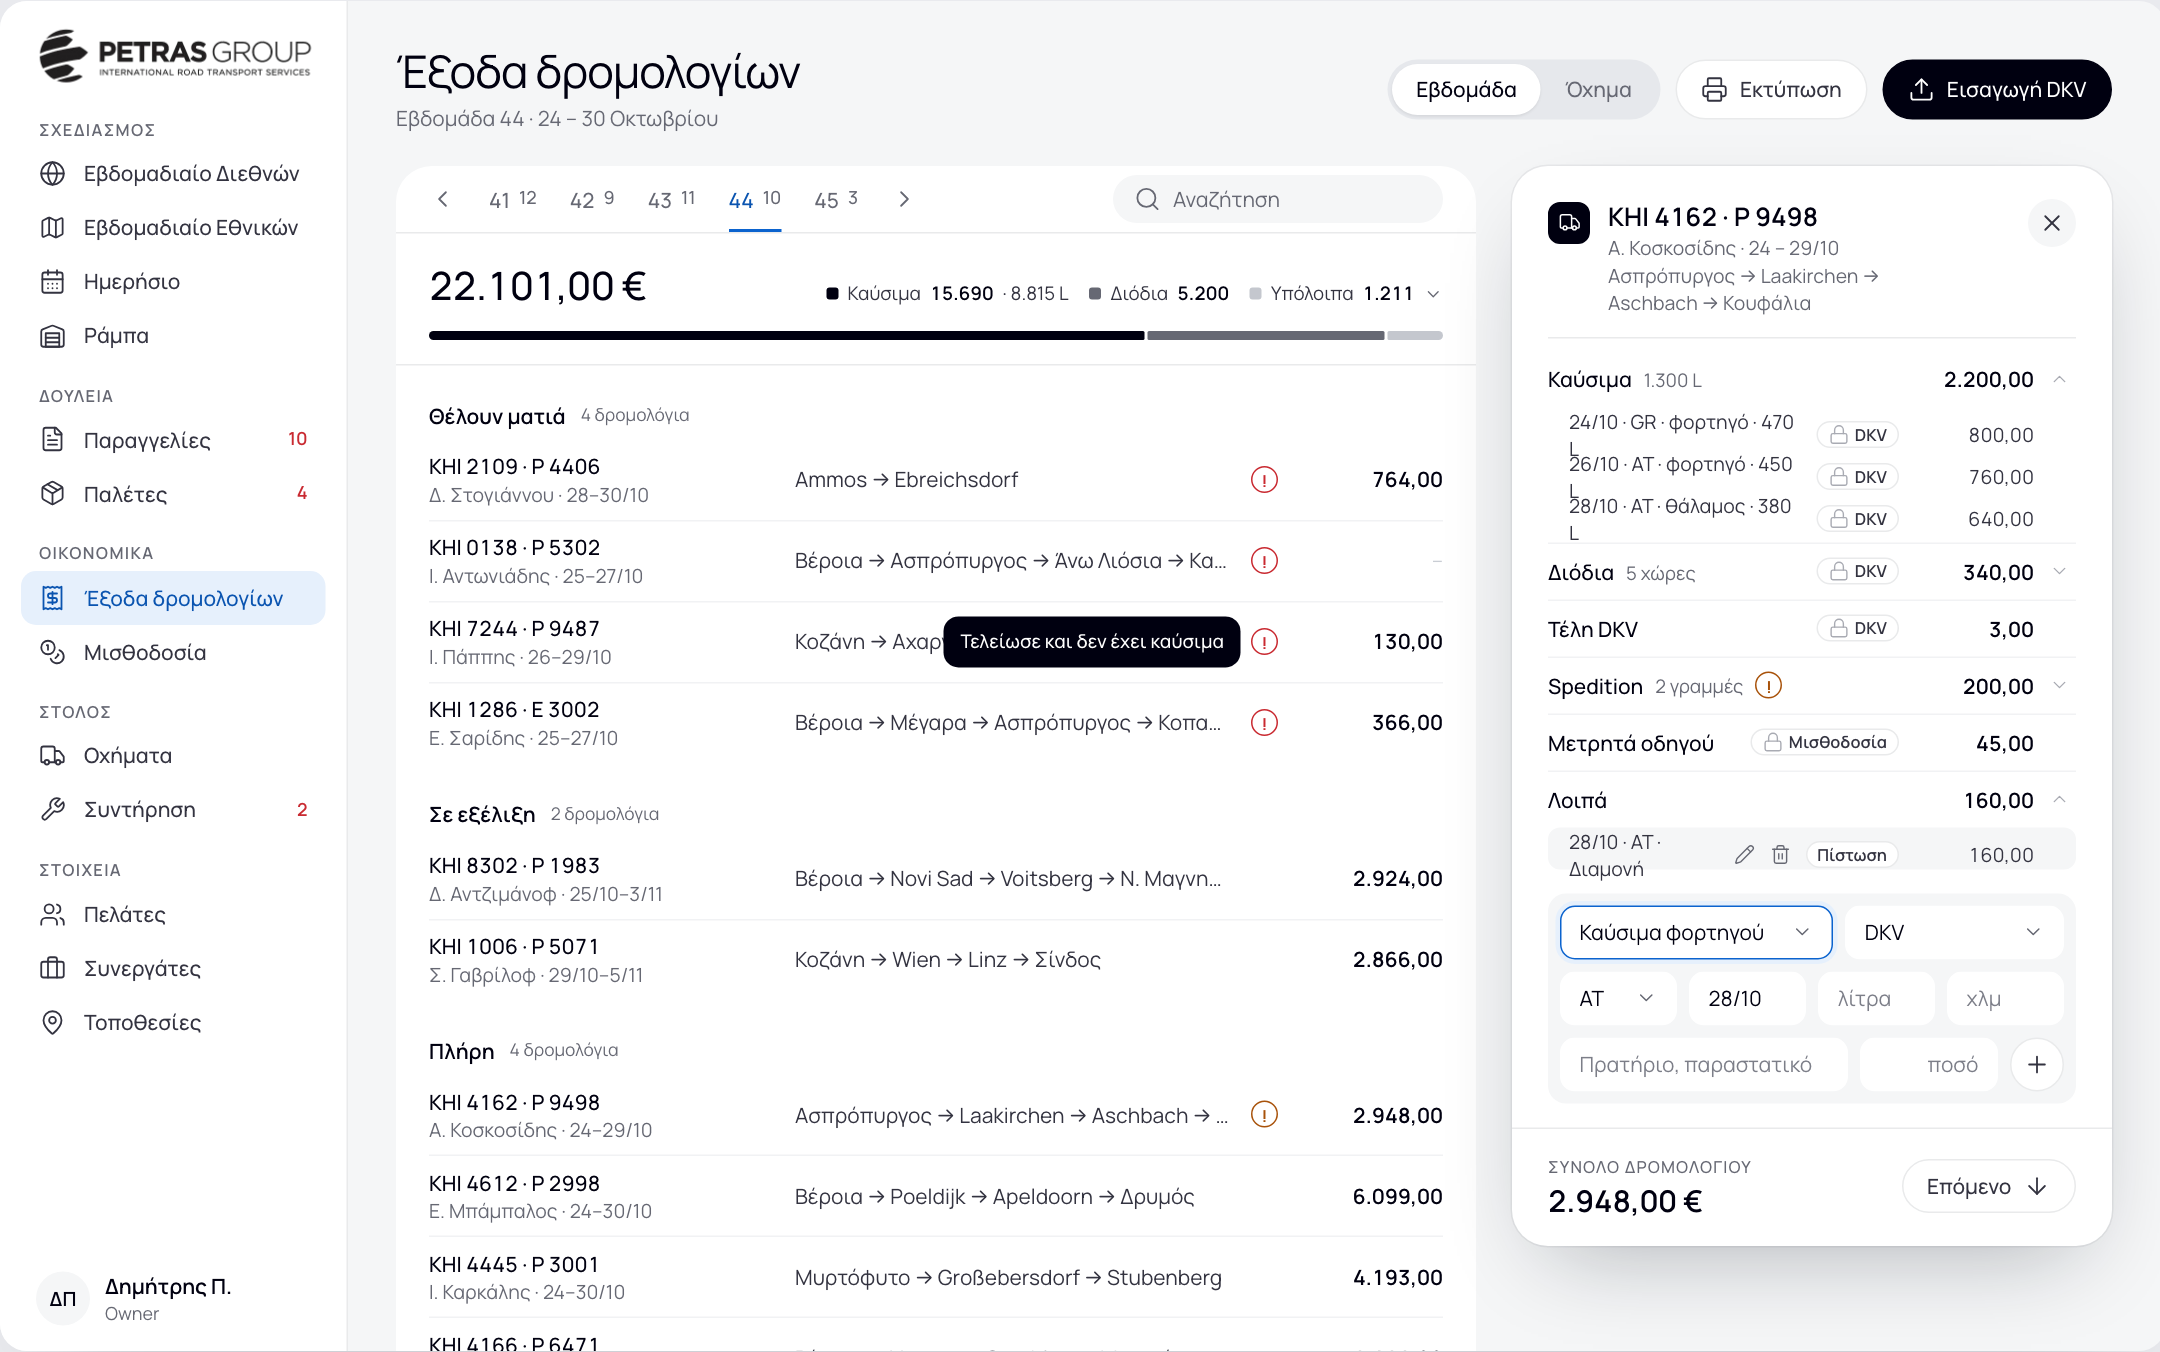 PETRAS GROUP
INTERNATIONAL ROAD TRANSPORT SERVICES
ΣΧΕΔΙΑΣΜΟΣ
Εβδομαδιαίο Διεθνών
Εβδομαδιαίο Εθνικών
Ημερήσιο
Ράμπα
ΔΟΥΛΕΙΑ
Παραγγελίες 10
Παλέτες 4
ΟΙΚΟΝΟΜΙΚΑ
Έξοδα δρομολογίων
Μισθοδοσία
ΣΤΟΛΟΣ
Οχήματα
Συντήρηση 2
ΣΤΟΙΧΕΙΑ
Πελάτες
Συνεργάτες
Τοποθεσίες
ΔΠ
Δημήτρης Π.
Owner
Έξοδα δρομολογίων
Εβδομάδα 44 · 24 – 30 Οκτωβρίου
Εβδομάδα Όχημα Εκτύπωση Εισαγωγή DKV
41 12 42 9 43 11 44 10 45 3 Αναζήτηση
22.101,00 € Καύσιμα 15.690 · 8.815 L Διόδια 5.200 Υπόλοιπα 1.211
Θέλουν ματιά 4 δρομολόγια
ΚΗΙ 2109 · Ρ 4406
Δ. Στογιάννου · 28–30/10
Ammos → Ebreichsdorf 764,00
ΚΗΙ 0138 · Ρ 5302
Ι. Αντωνιάδης · 25–27/10
Βέροια → Ασπρόπυργος → Άνω Λιόσια → Κα... –
ΚΗΙ 7244 · Ρ 9487
Ι. Πάππης · 26–29/10
Κοζάνη → Αχαρ Τελείωσε και δεν έχει καύσιμα 130,00
ΚΗΙ 1286 · Ε 3002
Ε. Σαρίδης · 25–27/10
Βέροια → Μέγαρα → Ασπρόπυργος → Κοπα... 366,00
Σε εξέλιξη 2 δρομολόγια
ΚΗΙ 8302 · Ρ 1983
Δ. Αντζιμάνοφ · 25/10–3/11
Βέροια → Novi Sad → Voitsberg → Ν. Μαγνη... 2.924,00
ΚΗΙ 1006 · Ρ 5071
Σ. Γαβρίλοφ · 29/10–5/11
Κοζάνη → Wien → Linz → Σίνδος 2.866,00
Πλήρη 4 δρομολόγια
ΚΗΙ 4162 · Ρ 9498
Α. Κοσκοσίδης · 24–29/10
Ασπρόπυργος → Laakirchen → Aschbach → ... 2.948,00
ΚΗΙ 4612 · Ρ 2998
Ε. Μπάμπαλος · 24–30/10
Βέροια → Poeldijk → Apeldoorn → Δρυμός 6.099,00
ΚΗΙ 4445 · Ρ 3001
Ι. Καρκάλης · 24–30/10
Μυρτόφυτο → Großebersdorf → Stubenberg 4.193,00
ΚΗΙ 4166 · Ρ 6471
ΚΗΙ 4162 · Ρ 9498
Α. Κοσκοσίδης · 24 – 29/10
Ασπρόπυργος → Laakirchen →
Aschbach → Κουφάλια
Καύσιμα 1.300 L 2.200,00
24/10 · GR · φορτηγό · 470 L DKV 800,00
26/10 · AT · φορτηγό · 450 L DKV 760,00
28/10 · AT · θάλαμος · 380 L DKV 640,00
Διόδια 5 χώρες DKV 340,00
Τέλη DKV DKV 3,00
Spedition 2 γραμμές 200,00
Μετρητά οδηγού Μισθοδοσία 45,00
Λοιπά 160,00
28/10 · AT ·
Διαμονή
Πίστωση 160,00
Καύσιμα φορτηγού DKV
AT 28/10 λίτρα χλμ
Πρατήριο, παραστατικό ποσό
ΣΥΝΟΛΟ ΔΡΟΜΟΛΟΓΙΟΥ
2.948,00 €
Επόμενο